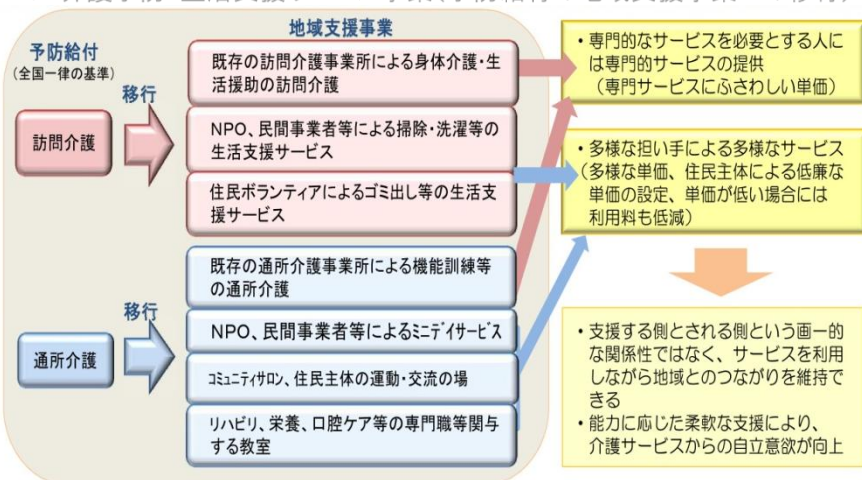 予防給付
(全国一律の基準)
移行
訪問介護
移行
通所介護
地域支援事業
既存の訪問介護事業所による身体介護・生
活援助の訪問介護
NPO、民間事業者等による掃除・洗濯等の
生活支援サービス
住民ボランティアによるゴミ出し等の生活支
援サービス
既存の通所介護事業所による機能訓練等
の通所介護
NPO、民間事業者等によるミニデイサービス
コミュニティサロン、住民主体の運動・交流の場
リハビリ、栄養、口腔ケア等の専門職等関与
する教室
・専門的なサービスを必要とする人に
は専門的サービスの提供
(専門サービスにふさわしい単価)
・多様な担い手による多様なサービス
(多様な単価、住民主体による低廉な
単価の設定、単価が低い場合には
利用料も低減)
・支援する側とされる側という画一的
な関係性ではなく、サービスを利用
しながら地域とのつながりを維持で
きる
・能力に応じた柔軟な支援により、
介護サービスからの自立意欲が向上